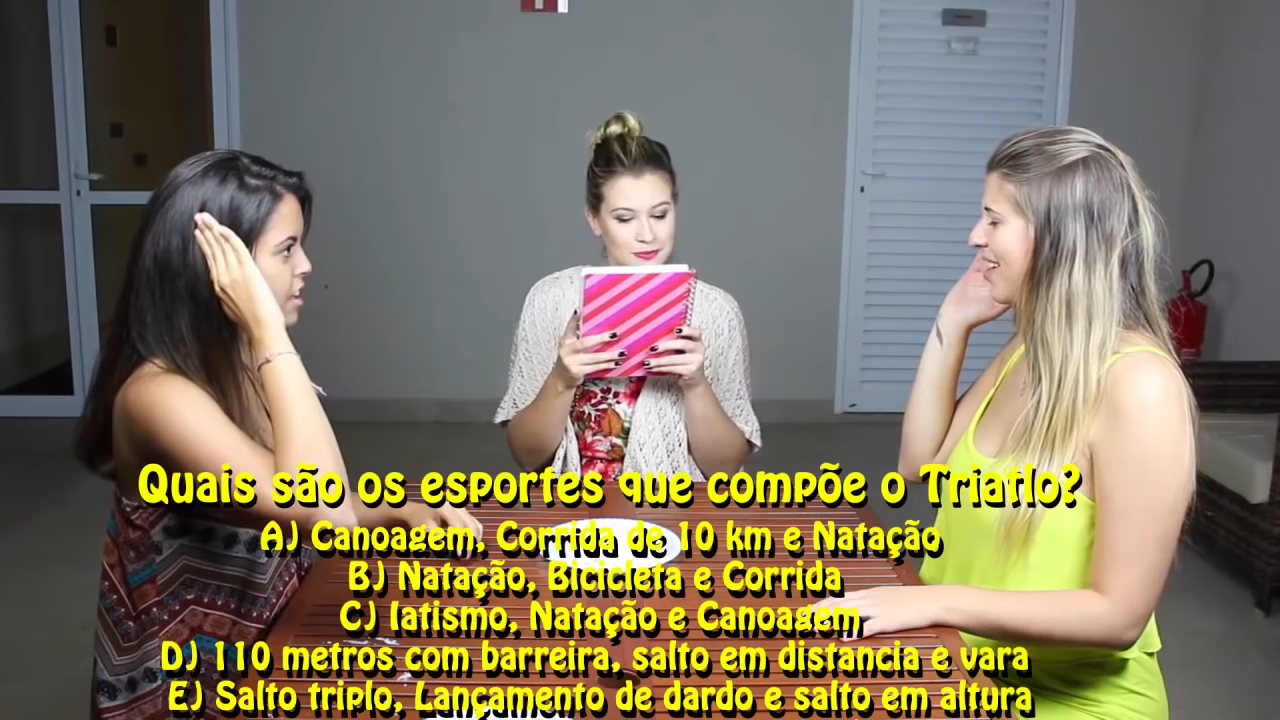 Quais são os esportes que compõe o Triatlo?
A) Canoagem, Corrida de 10 km e Natação
B) Natação, Bicicleta e Corrida
C) Iatismo, Natação e Canoagem
D) 110 metros com barreira, salto em distancia e vara
E) Salto triplo, Lançamento de dardo e salto em altura